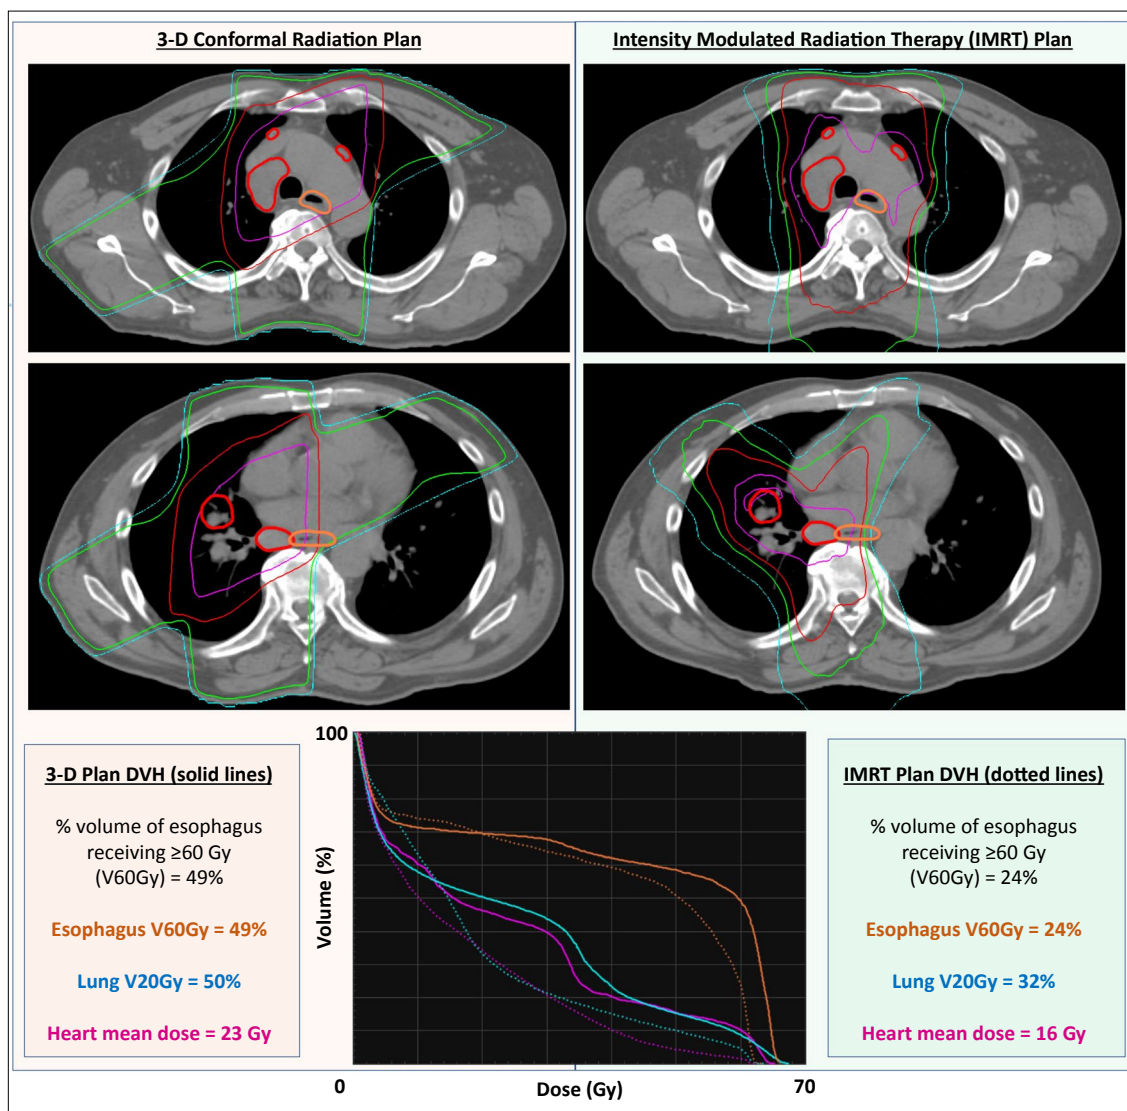 3-D Conformal Radiation Plan
Intensity Modulated Radiation Therapy (IMRT) Plan
3-D Plan DVH (solid lines)
% volume of esophagus
receiving ≥60 Gy
(V60Gy) = 49%
Esophagus V60Gy = 49%
Lung V20Gy = 50%
Heart mean dose = 23 Gy
100
Volume (%)
0
Dose (Gy)
70
IMRT Plan DVH (dotted lines)
% volume of esophagus
receiving ≥60 Gy
(V60Gy) = 24%
Esophagus V60Gy = 24%
Lung V20Gy = 32%
Heart mean dose = 16 Gy